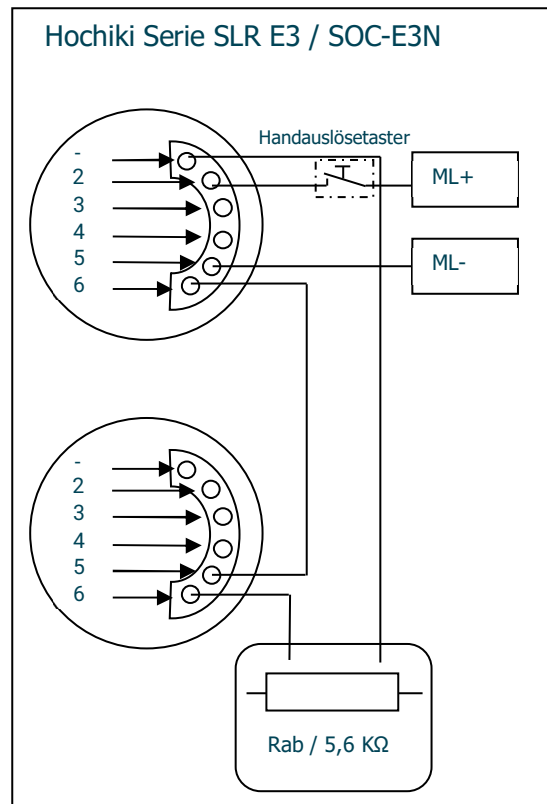 Hochiki Serie SLR E3 / SOC-E3N
Handauslösetaster
-
2
3
4
5
6
ML+
ML-
-
2
3
4
5
6
Rab / 5,6 KΩ